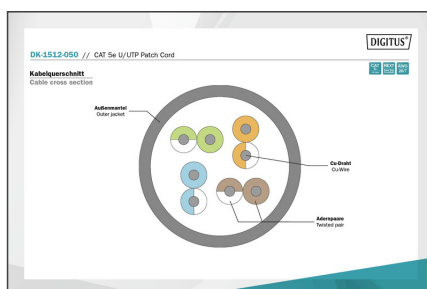 DIGITUS®
DK-1512-050 // CAT 5e U/UTP Patch Cord
Kabelquerschnitt
Cable cross section
Außenmantel
Outer jacket
Cu-Draht
Cu-Wire
Adernpaare
Twisted pair